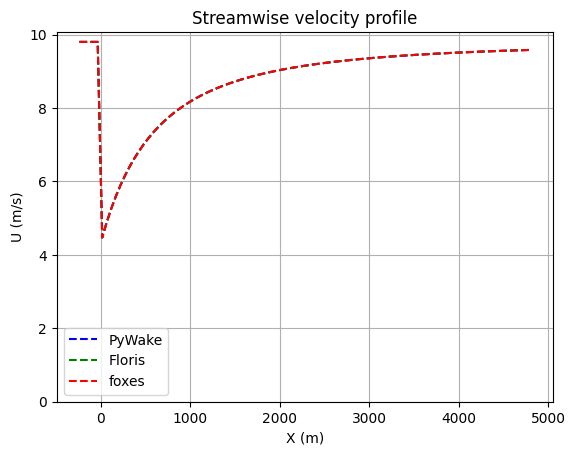 Streamwise velocity profile
U (m/s)
10
8
6
4
2
0
PyWake
Floris
foxes
0 1000 2000 3000 4000 5000
X (m)